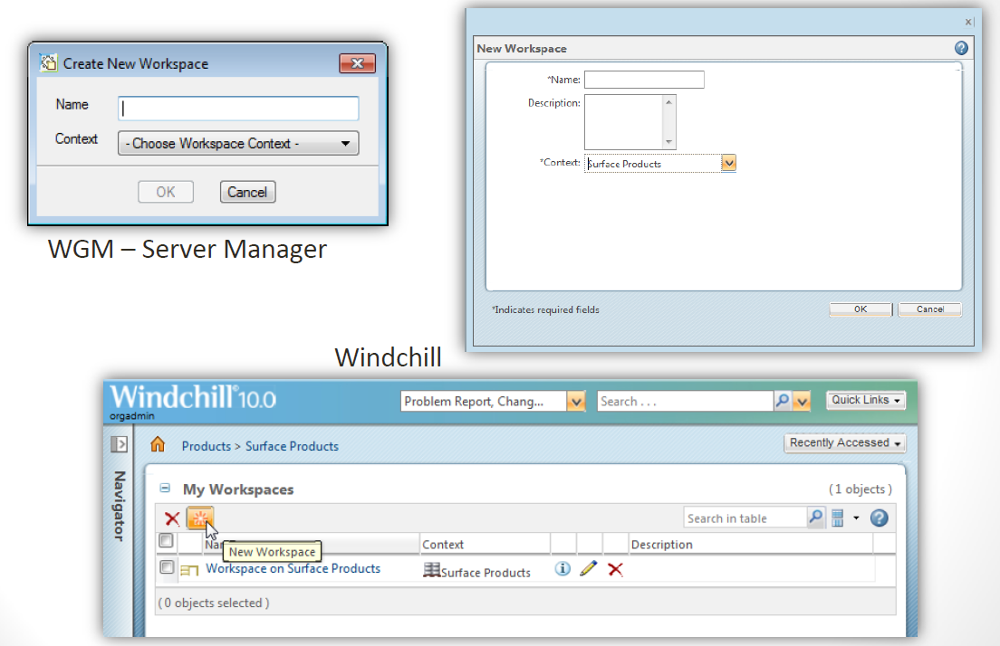 Create New Workspace
Name
Context
- Choose Workspace Context -
OK
Cancel
WGM – Server Manager
New Workspace
*Name:
Description:
*Context:
Surface Products
*Indicates required fields
OK
Cancel
Windchill
Windchill® 10.0
orgadmin
Problem Report, Chang...
Search . . .
Quick Links
Products > Surface Products
Recently Accessed
Navigator
My Workspaces
(1 objects )
Search in table
Context
Description
New Workspace
Workspace on Surface Products
Surface Products
(0 objects selected )